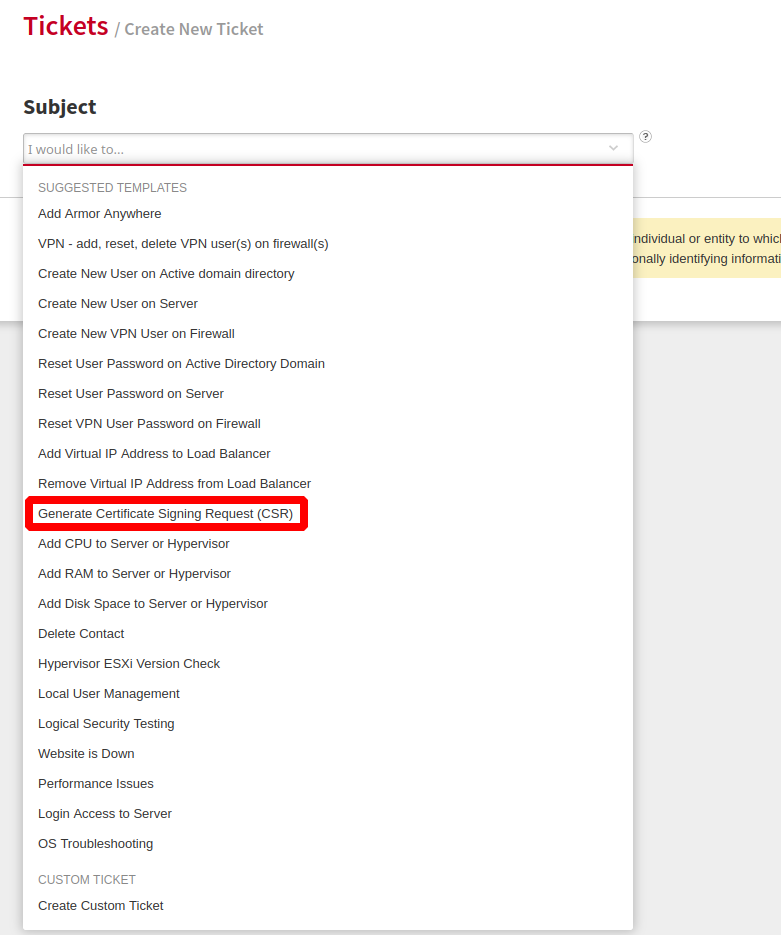 Tickets / Create New Ticket
Subject
I would like to...
?
SUGGESTED TEMPLATES
Add Armor Anywhere
VPN - add, reset, delete VPN user(s) on firewall(s)
individual or entity to which
Create New User on Active domain directory
Create New User on Server
Create New VPN User on Firewall
Reset User Password on Active Directory Domain
Reset User Password on Server
Reset VPN User Password on Firewall
Add Virtual IP Address to Load Balancer
Remove Virtual IP Address from Load Balancer
Generate Certificate Signing Request (CSR)
Add CPU to Server or Hypervisor
Add RAM to Server or Hypervisor
Add Disk Space to Server or Hypervisor
Delete Contact
Hypervisor ESXi Version Check
Local User Management
Logical Security Testing
Website is Down
Performance Issues
Login Access to Server
OS Troubleshooting
CUSTOM TICKET
Create Custom Ticket